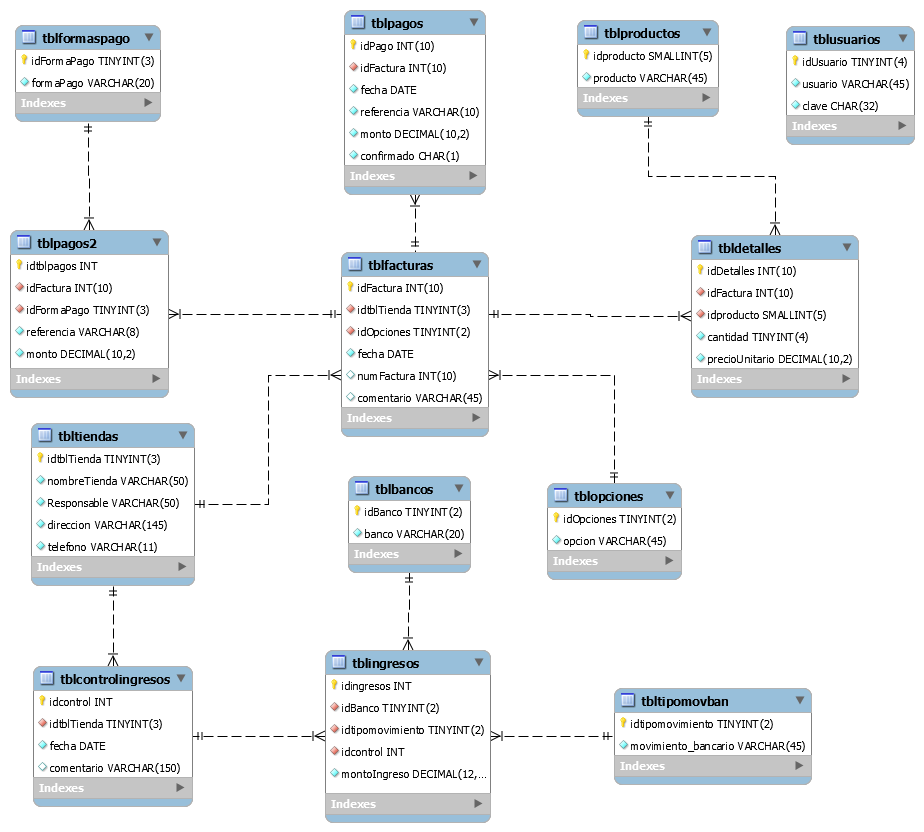 tblformaspago
idFormaPago TINYINT(3)
formaPago VARCHAR(20)
Indexes
tblpagos
idPago INT(10)
idFactura INT(10)
fecha DATE
referencia VARCHAR(10)
monto DECIMAL(10,2)
confirmado CHAR(1)
Indexes
tblproductos
idproducto SMALLINT(5)
producto VARCHAR(45)
Indexes
tblusuarios
idUsuario TINYINT(4)
usuario VARCHAR(45)
clave CHAR(32)
Indexes
tblpagos2
idtblpagos INT
idFactura INT(10)
idFormaPago TINYINT(3)
referencia VARCHAR(8)
monto DECIMAL(10,2)
Indexes
tblfacturas
idFactura INT(10)
idtblTienda TINYINT(3)
idOpciones TINYINT(2)
fecha DATE
numFactura INT(10)
comentario VARCHAR(45)
Indexes
tbldetalles
idDetalles INT(10)
idFactura INT(10)
idproducto SMALLINT(5)
cantidad TINYINT(4)
precioUnitario DECIMAL(10,2)
Indexes
tbltiendas
idtblTienda TINYINT(3)
nombreTienda VARCHAR(50)
Responsable VARCHAR(50)
direccion VARCHAR(145)
telefono VARCHAR(11)
Indexes
tblbancos
idBanco TINYINT(2)
banco VARCHAR(20)
Indexes
tblopciones
idOpciones TINYINT(2)
opcion VARCHAR(45)
Indexes
tblcontrolingresos
idcontrol INT
idtblTienda TINYINT(3)
fecha DATE
comentario VARCHAR(150)
Indexes
tblingresos
idingresos INT
idBanco TINYINT(2)
idtipomovimiento TINYINT(2)
idcontrol INT
montoIngreso DECIMAL(12,...
Indexes
tbltipomovban
idtipomovimiento TINYINT(2)
movimiento_bancario VARCHAR(45)
Indexes